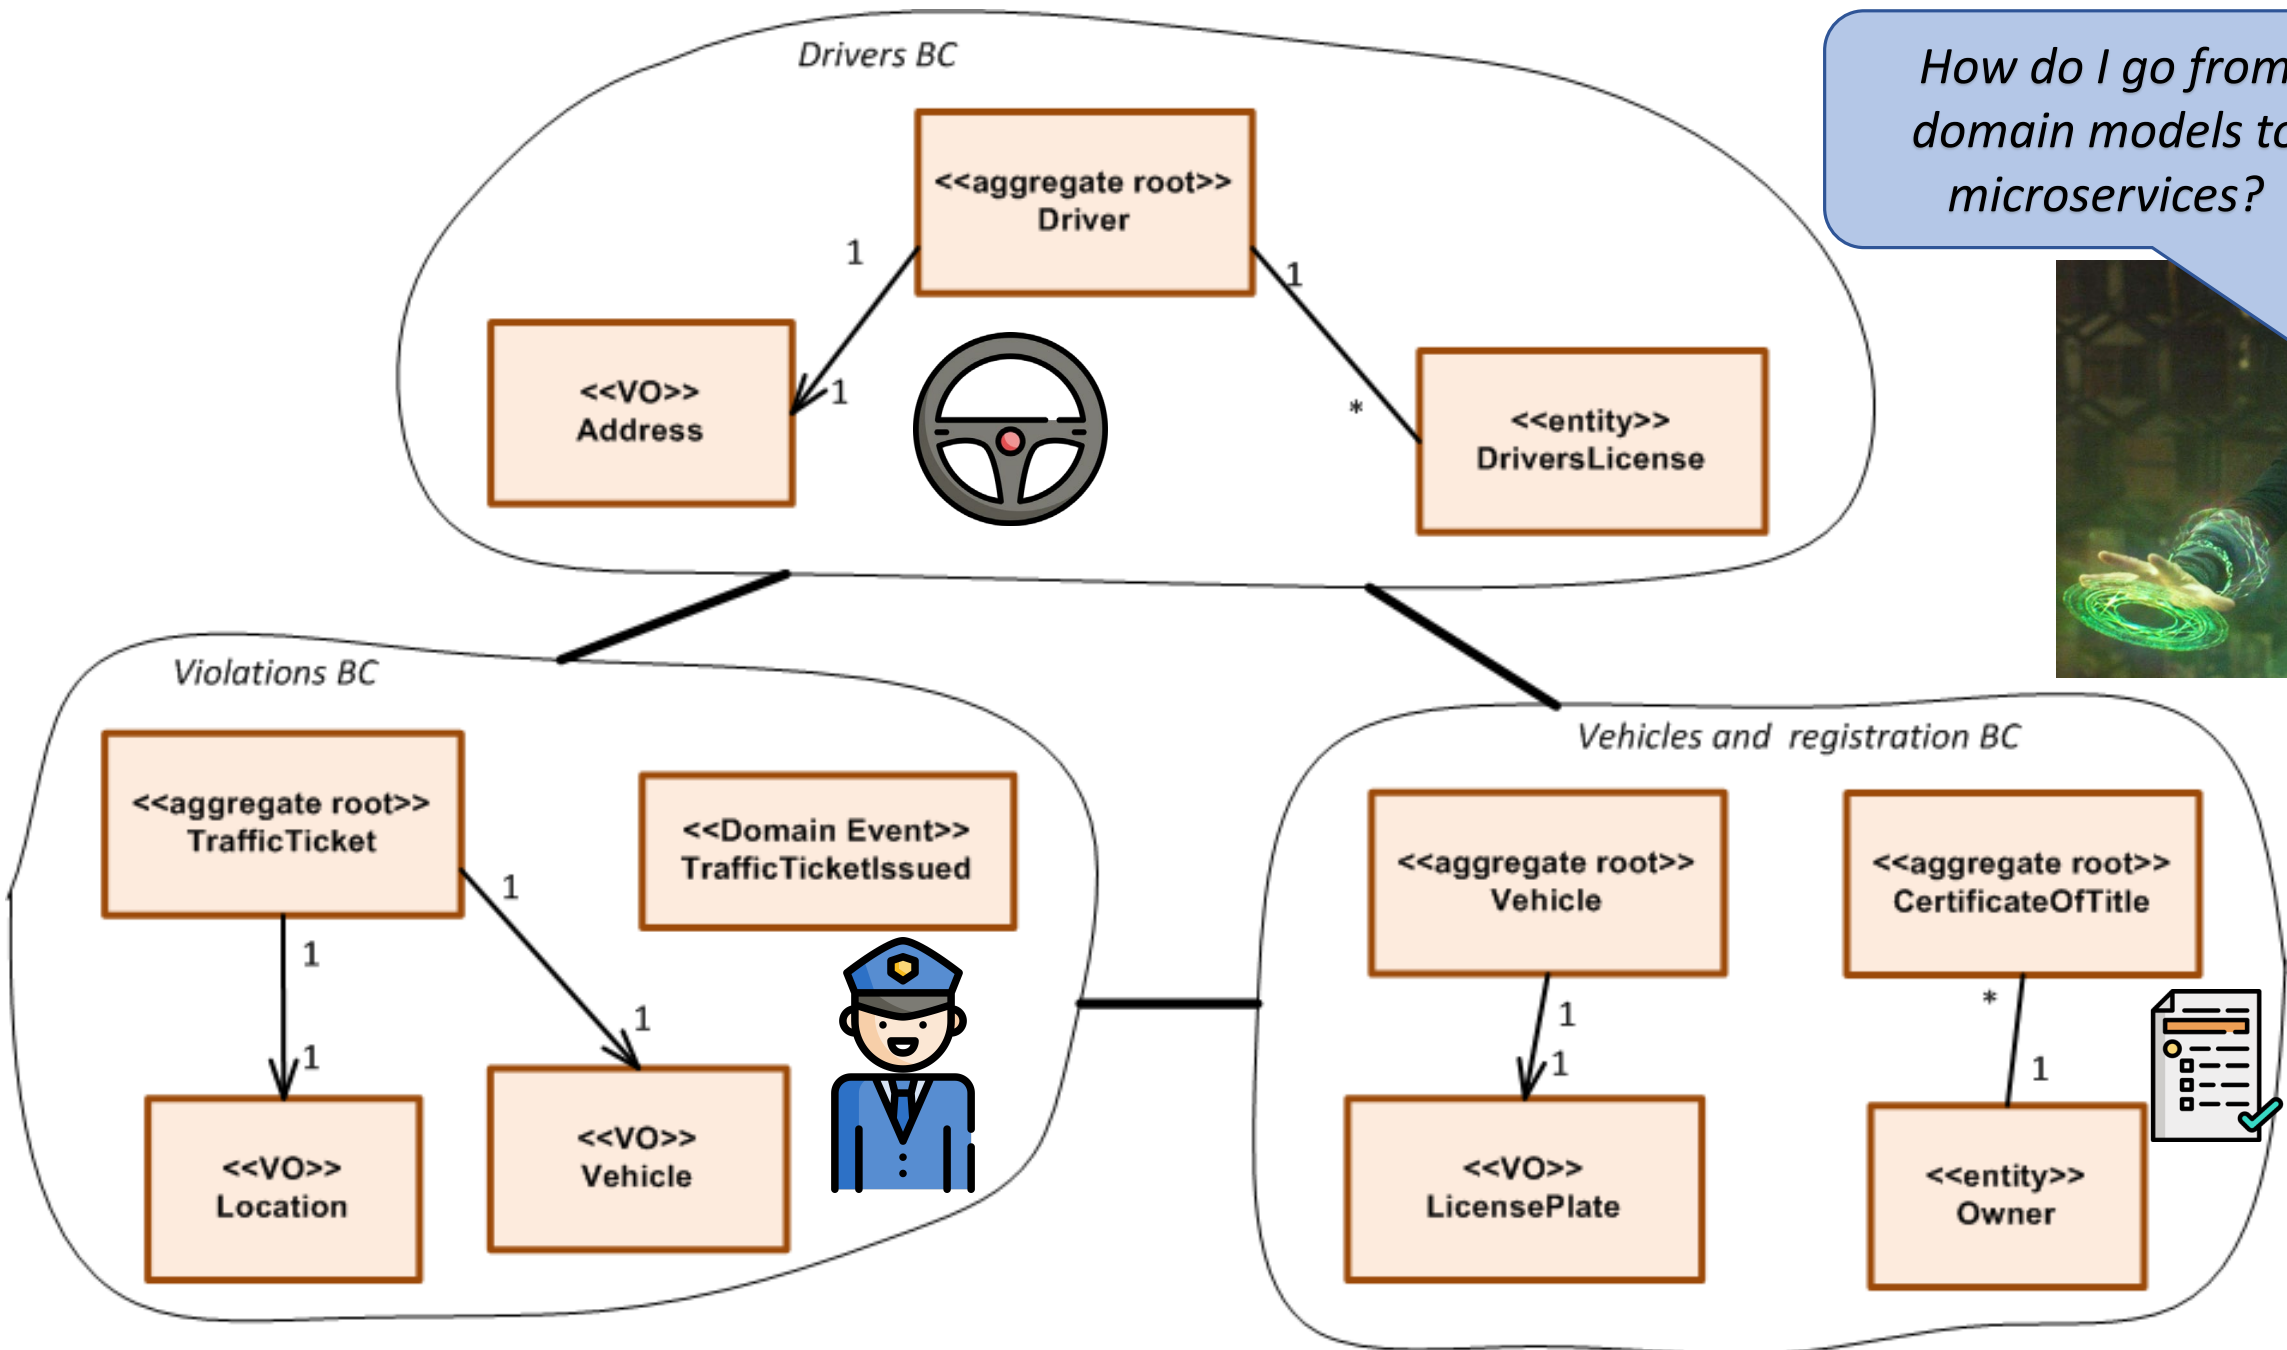 Drivers BC
How do I go from
domain models to
microservices?
<<aggregate root>>
Driver
1
1
1
*
<<VO>>
Address
<<entity>>
DriversLicense
Violations BC
<<aggregate root>>
TrafficTicket
<<Domain Event>>
TrafficTicketIssued
1
1
1
1
<<VO>>
Location
<<VO>>
Vehicle
Vehicles and registration BC
<<aggregate root>>
Vehicle
<<aggregate root>>
CertificateOfTitle
1
1
*
1
<<VO>>
LicensePlate
<<entity>>
Owner